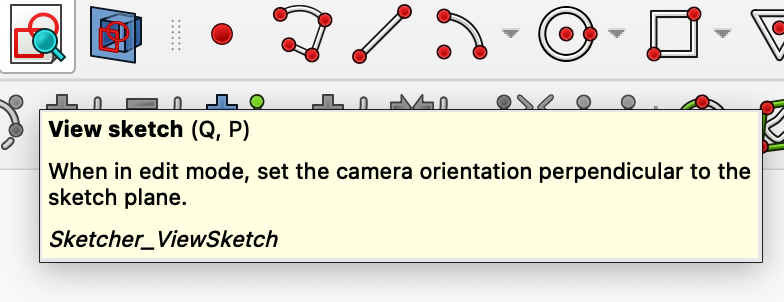 View sketch (Q, P)
When in edit mode, set the camera orientation perpendicular to the
sketch plane.
Sketcher_ViewSketch